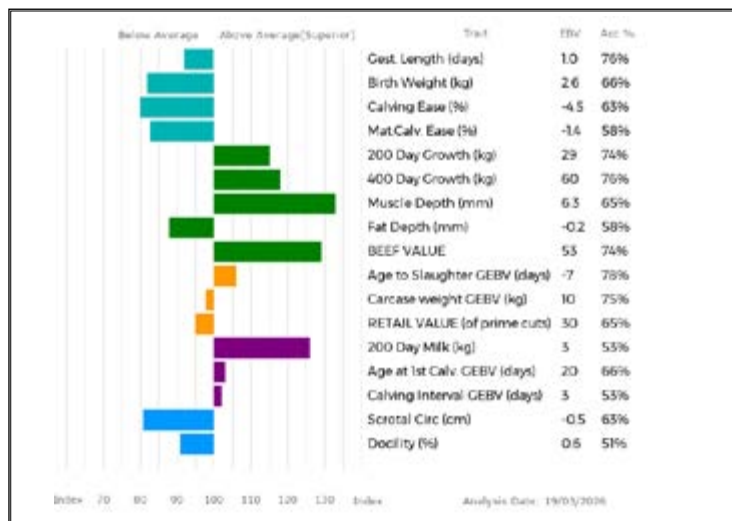 Below Average Above Average[Superior] Trait EBV Acc %
Gest. Length (days) 1.0 76%
Birth Weight (kg) 2.6 66%
Calving Ease (%) -4.5 63%
Mat.Calv. Ease (%) -1.4 58%
200 Day Growth (kg) 29 74%
400 Day Growth (kg) 60 76%
Muscle Depth (mm) 6.3 65%
Fat Depth (mm) -0.2 58%
BEEF VALUE 53 74%
Age to Slaughter GEBV (days) -7 78%
Carcase weight GEBV (kg) 10 75%
RETAIL VALUE (of prime cuts) 30 65%
200 Day Milk (kg) 3 53%
Age at 1st Calv. GEBV (days) 20 66%
Calving Interval GEBV (days) 3 53%
Scrotal Circ (cm) -0.5 63%
Docility (%) 0.6 51%
Index 70 80 90 100 110 120 130 Index Analysis Date: 19/03/2026